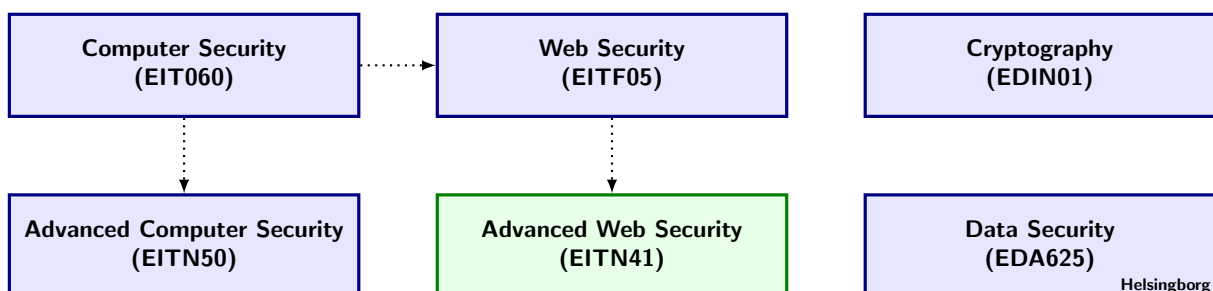 Computer Security
(EIT060)
Web Security
(EITF05)
Cryptography
(EDIN01)
Advanced Computer Security
(EITN50)
Advanced Web Security
(EITN41)
Data Security
(EDA625)
Helsingborg